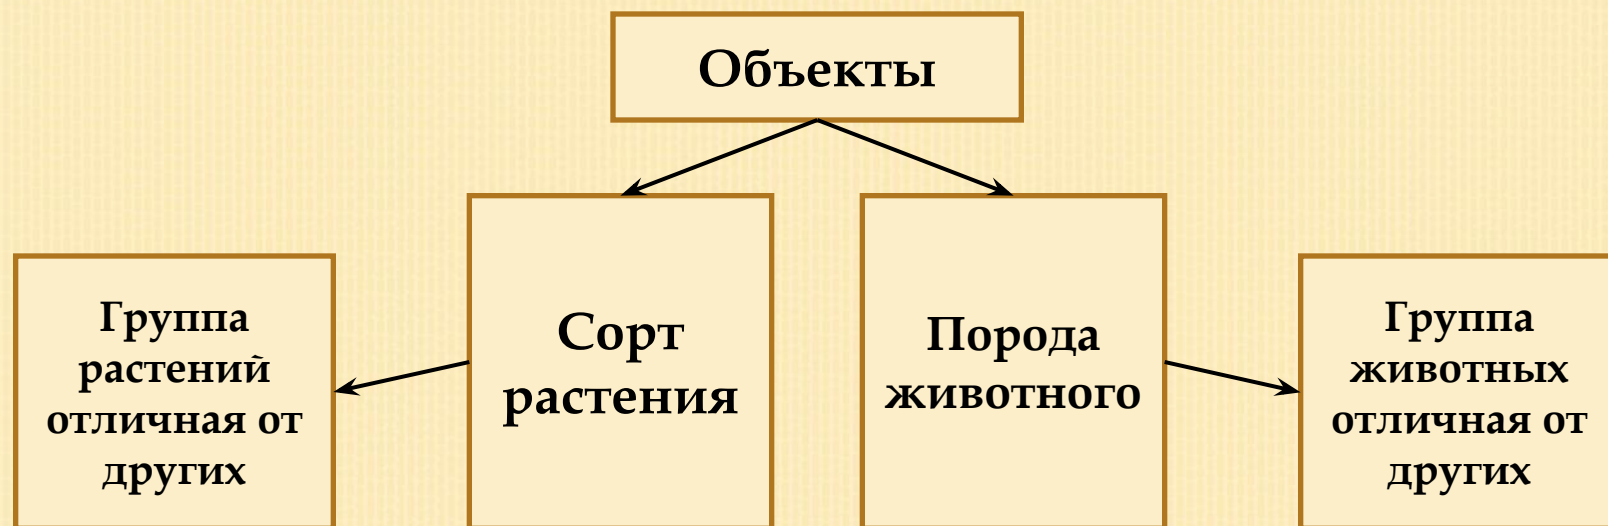 Объекты
Группа
растений
отличная от
других
Сорт
растения
Порода
животного
Группа
животных
отличная от
других